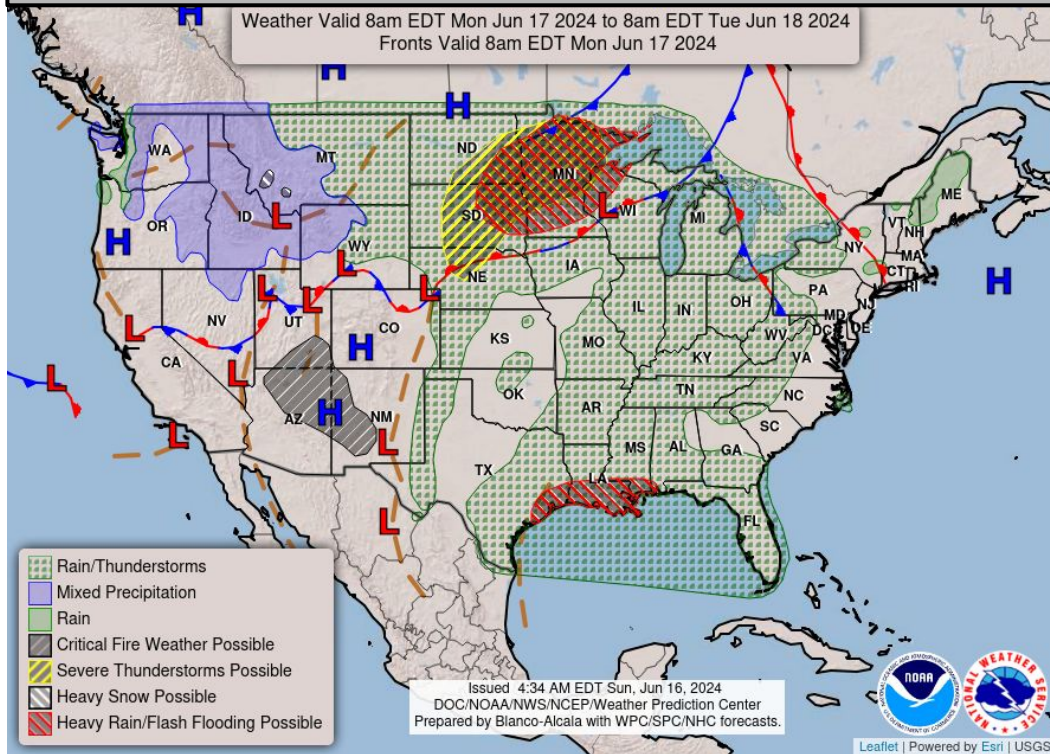 Weather Valid 8am EDT Mon Jun 17 2024 to 8am EDT Tue Jun 18 2024
Fronts Valid 8am EDT Mon Jun 17 2024
H
H
H
WA
MT
ND
MN
ME
OR
ID
L
SD
L
WI
MI
VT
NH
H
WY
NY
MA
CT
RI
L
NE
IA
PA
H
L
L
L
NJ
NV
UT
CO
IL
IN
OH
MD
DE
L
KS
MO
WV
DC
CA
H
KY
VA
L
L
OK
TN
NC
AZ
H
NM
AR
SC
L
L
TX
MS
AL
GA
LA
L
FL
Rain/Thunderstorms
Mixed Precipitation
Rain
Critical Fire Weather Possible
Severe Thunderstorms Possible
Heavy Snow Possible
Heavy Rain/Flash Flooding Possible
Issued 4:34 AM EDT Sun, Jun 16, 2024
DOC/NOAA/NWS/NCEP/Weather Prediction Center
Prepared by Blanco-Alcala with WPC/SPC/NHC forecasts.
NOAA
NATIONAL WEATHER SERVICE
Leaflet | Powered by Esri | USGS